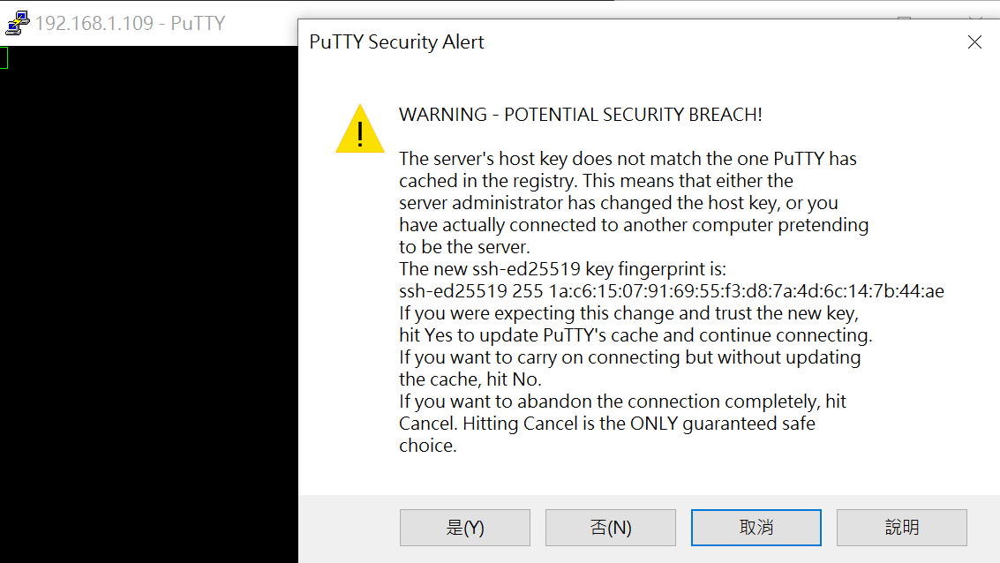 192.168.1.109 - PuTTY
PuTTY Security Alert
WARNING - POTENTIAL SECURITY BREACH!
The server's host key does not match the one PuTTY has
cached in the registry. This means that either the
server administrator has changed the host key, or you
have actually connected to another computer pretending
to be the server.
The new ssh-ed25519 key fingerprint is:
ssh-ed25519 255 1a:c6:15:07:91:69:55:f3:d8:7a:4d:6c:14:7b:44:ae
If you were expecting this change and trust the new key,
hit Yes to update PuTTY's cache and continue connecting.
If you want to carry on connecting but without updating
the cache, hit No.
If you want to abandon the connection completely, hit
Cancel. Hitting Cancel is the ONLY guaranteed safe
choice.
是(Y)
否(N)
取消
說明